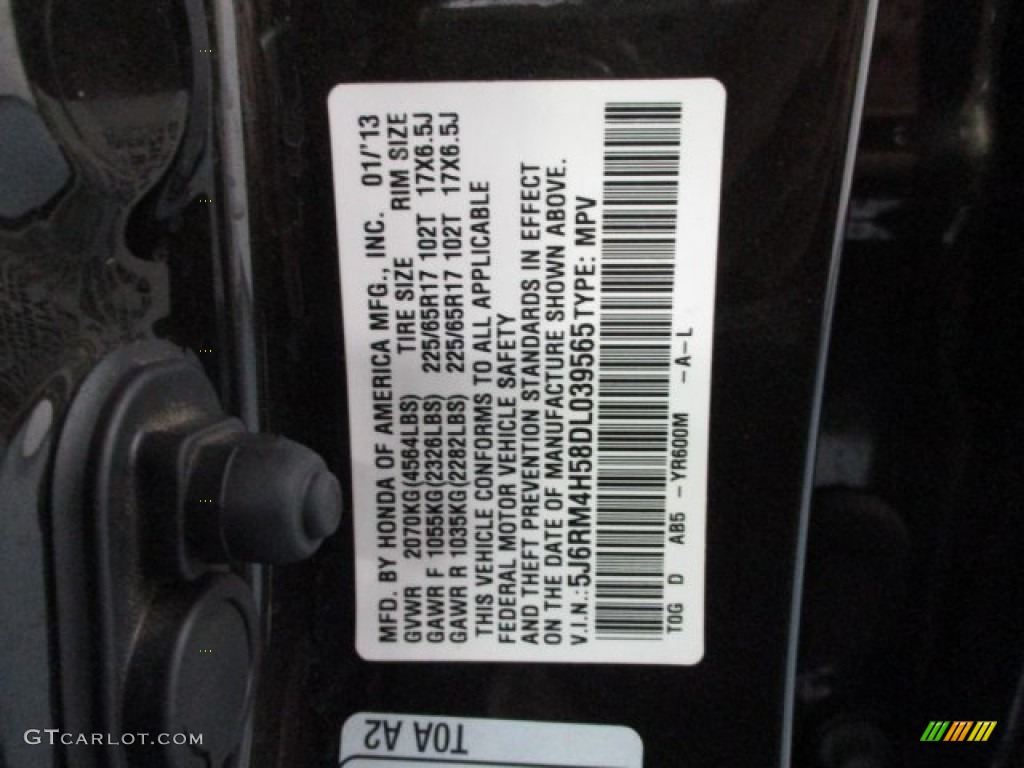 MFD. BY HONDA OF AMERICA MFG., INC. 01/'13
GVWR 2070KG(4564LBS) TIRE SIZE RIM SIZE
GAWR F 1055KG(2326LBS) 225/65R17 102T 17X6.5J
GAWR R 1035KG(2282LBS) 225/65R17 102T 17X6.5J
THIS VEHICLE CONFORMS TO ALL APPLICABLE
FEDERAL MOTOR VEHICLE SAFETY
AND THEFT PREVENTION STANDARDS IN EFFECT
ON THE DATE OF MANUFACTURE SHOWN ABOVE.
V.I.N.:5J6RM4H58DL039565 TYPE: MPV
T0G D AB5 -YR600M -A-L
T0A A2
GTCARLOT.COM